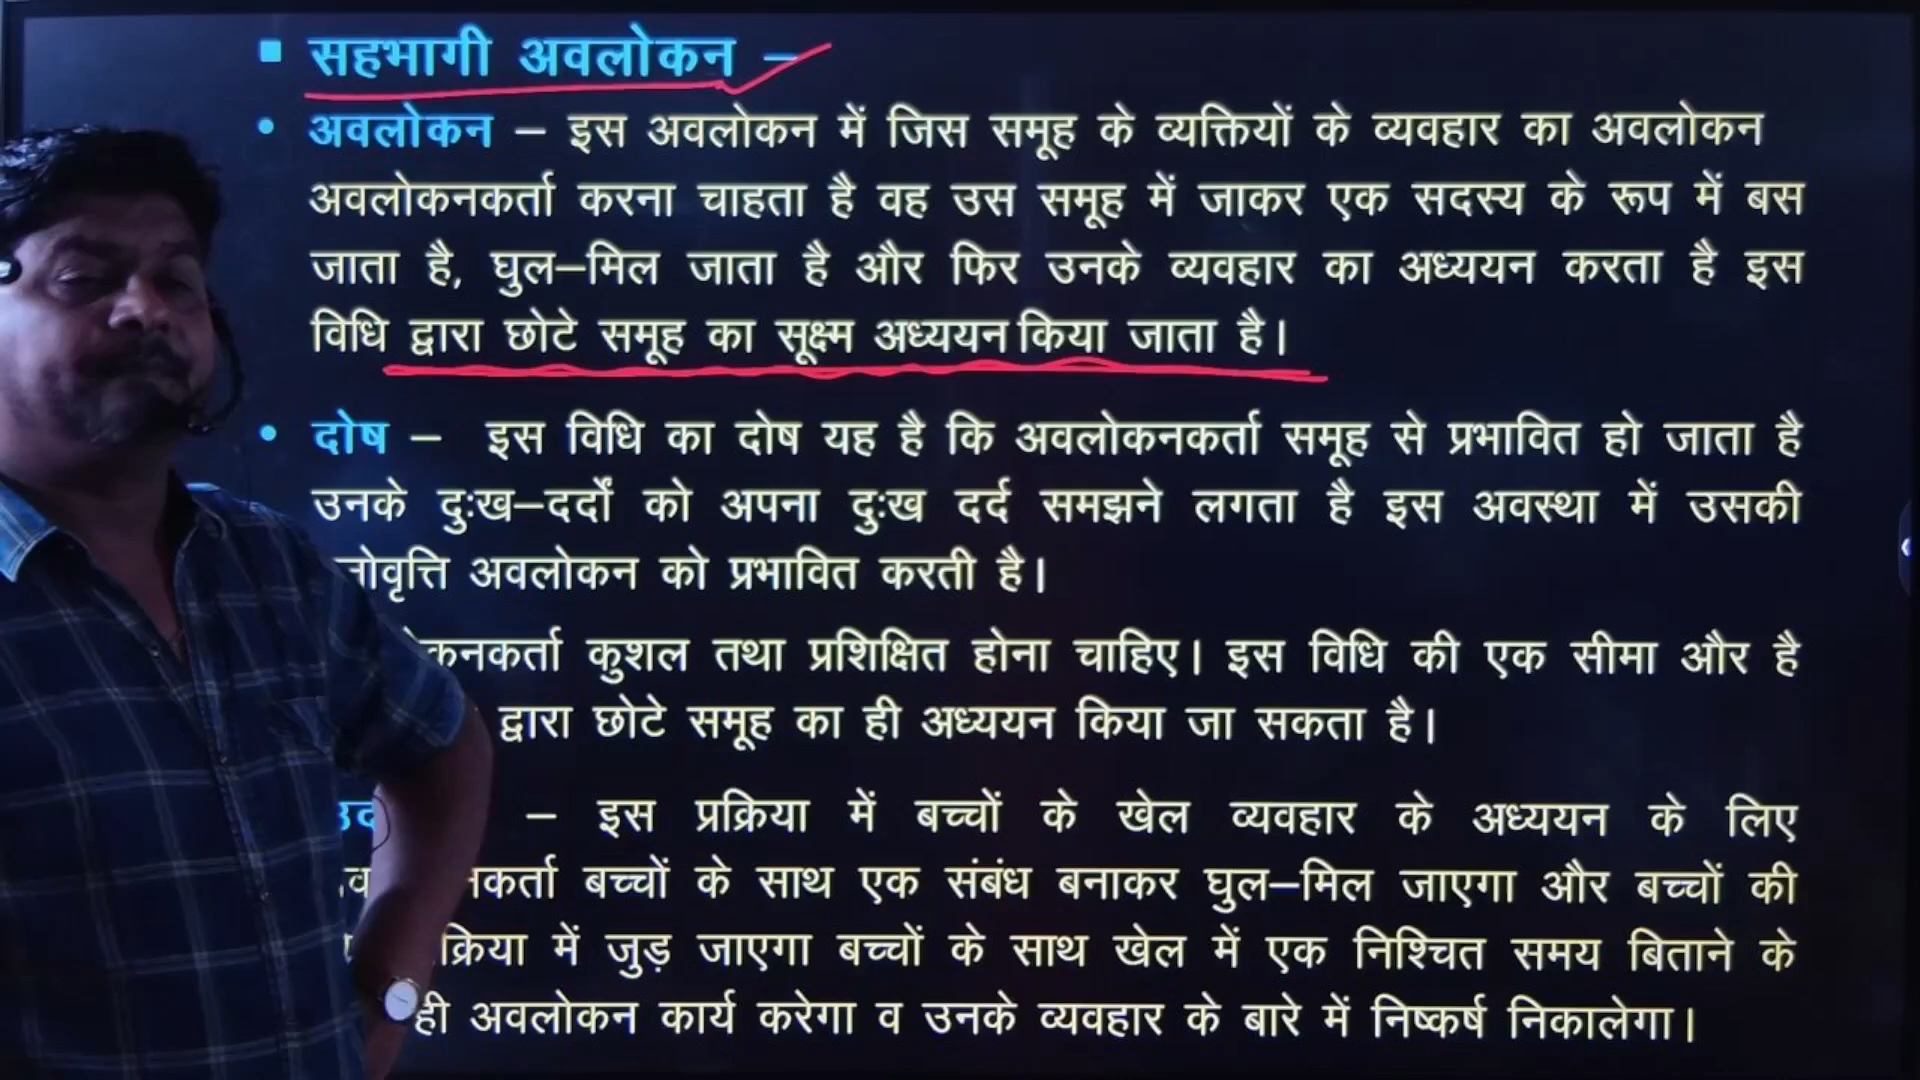 सहभागी अवलोकन –
अवलोकन – इस अवलोकन में जिस समूह के व्यक्तियों के व्यवहार का अवलोकन
अवलोकनकर्ता करना चाहता है वह उस समूह में जाकर एक सदस्य के रूप में बस
जाता है, घुल–मिल जाता है और फिर उनके व्यवहार का अध्ययन करता है इस
विधि द्वारा छोटे समूह का सूक्ष्म अध्ययन किया जाता है।
दोष – इस विधि का दोष यह है कि अवलोकनकर्ता समूह से प्रभावित हो जाता है
उनके दुःख–दर्दों को अपना दुःख दर्द समझने लगता है इस अवस्था में उसकी
अवलोकन को प्रभावित करती है।
कुशल तथा प्रशिक्षित होना चाहिए। इस विधि की एक सीमा और है
द्वारा छोटे समूह का ही अध्ययन किया जा सकता है।
– इस प्रक्रिया में बच्चों के खेल व्यवहार के अध्ययन के लिए
बच्चों के साथ एक संबंध बनाकर घुल–मिल जाएगा और बच्चों की
में जुड़ जाएगा बच्चों के साथ खेल में एक निश्चित समय बिताने के
ही अवलोकन कार्य करेगा व उनके व्यवहार के बारे में निष्कर्ष निकालेगा।